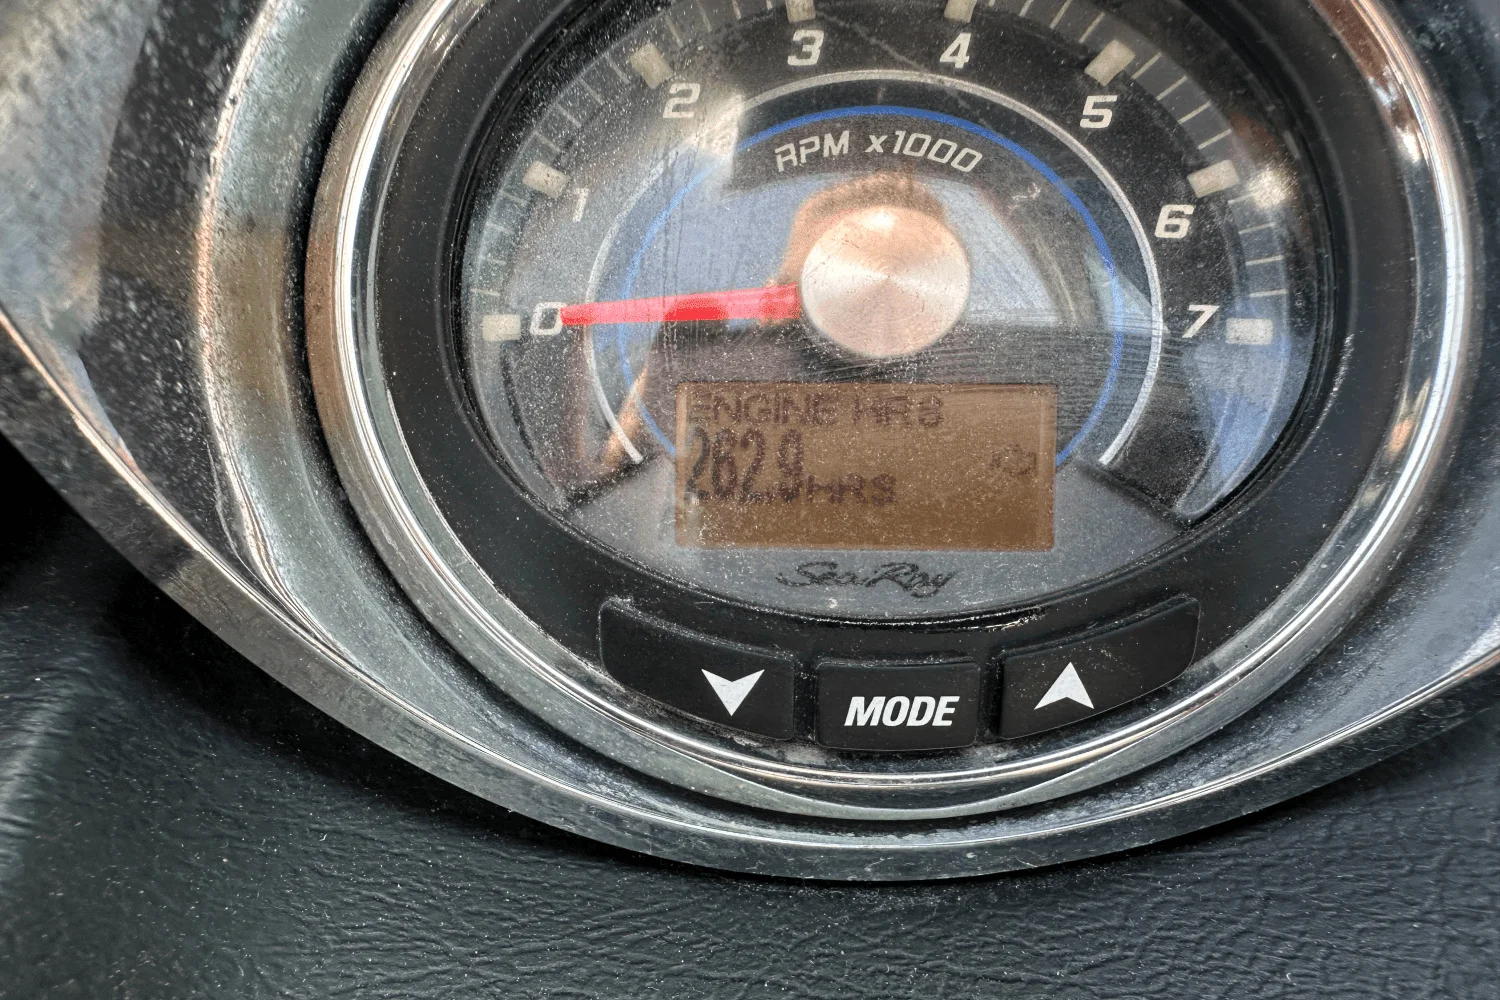 3 4
2 5
RPM x1000
1 6
0 7
ENGINE HRS
262.9HRS
Sea Ray
MODE